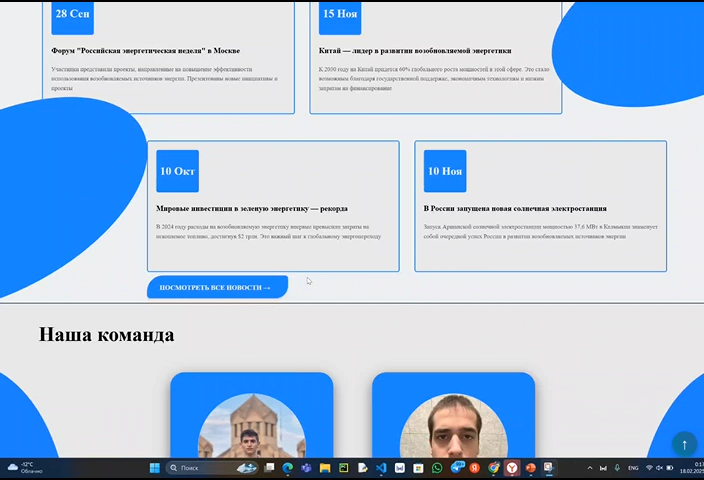 28 Сен
15 Ноя
Форум "Российская энергетическая неделя" в Москве
Китай — лидер в развитии возобновляемой энергетики
Участники представили проекты, направленные на повышение эффективности
использования возобновляемых источников энергии. Презентованы новые инициативы и
проекты
К 2030 году на Китай придется 60% глобального роста мощностей в этой сфере. Это стало
возможным благодаря государственной поддержке, экономичным технологиям и низким
затратам на финансирование
10 Окт
10 Ноя
Мировые инвестиции в зеленую энергетику — рекорда
В России запущена новая солнечная электростанция
В 2024 году расходы на возобновляемую энергетику впервые превысили затраты на
ископаемое топливо, достигнув $2 трлн. Это важный шаг к глобальному энергопереходу
Запуск Аршанской солнечной электростанции мощностью 37,6 МВт в Калмыкии знаменует
собой очередной успех России в развитии возобновляемых источников энергии
ПОСМОТРЕТЬ ВСЕ НОВОСТИ →
Наша команда
-12°C
Облачно
Поиск
ENG
18.02.202